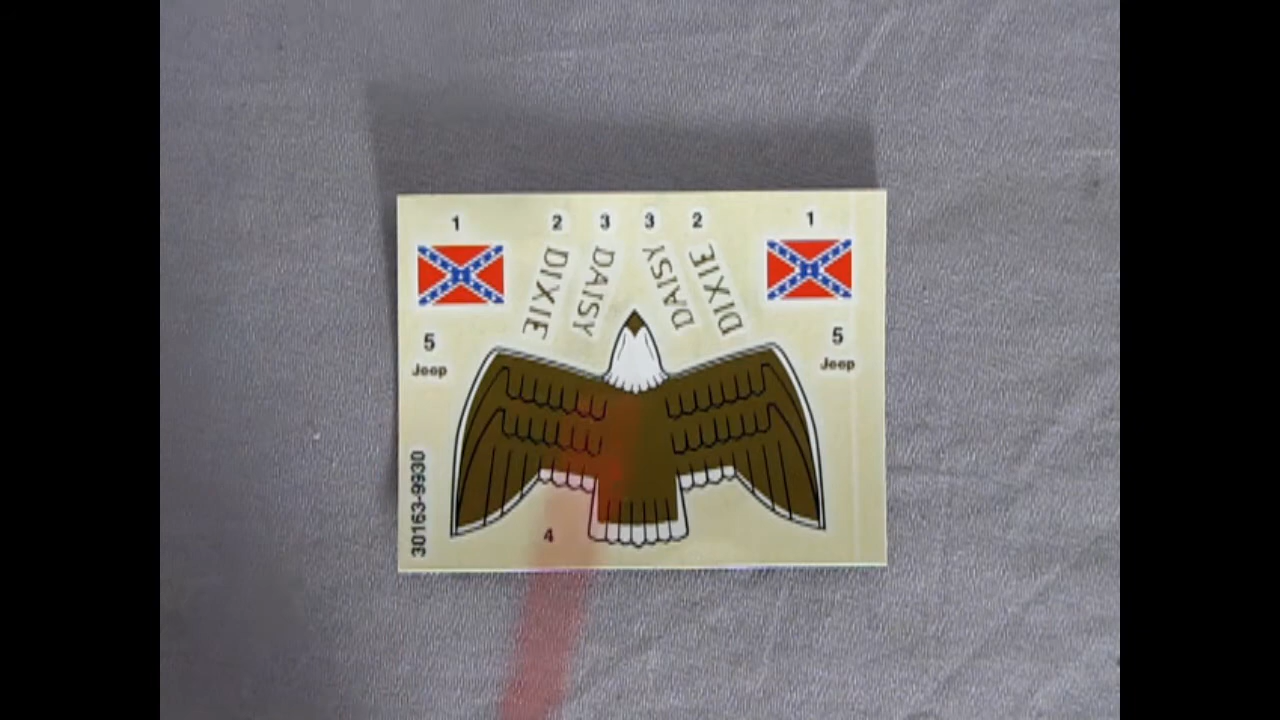 1 2 3 3 2 1
DIXIE DAISY DAISY DIXIE
5 5
Jeep Jeep
30163-9930
4